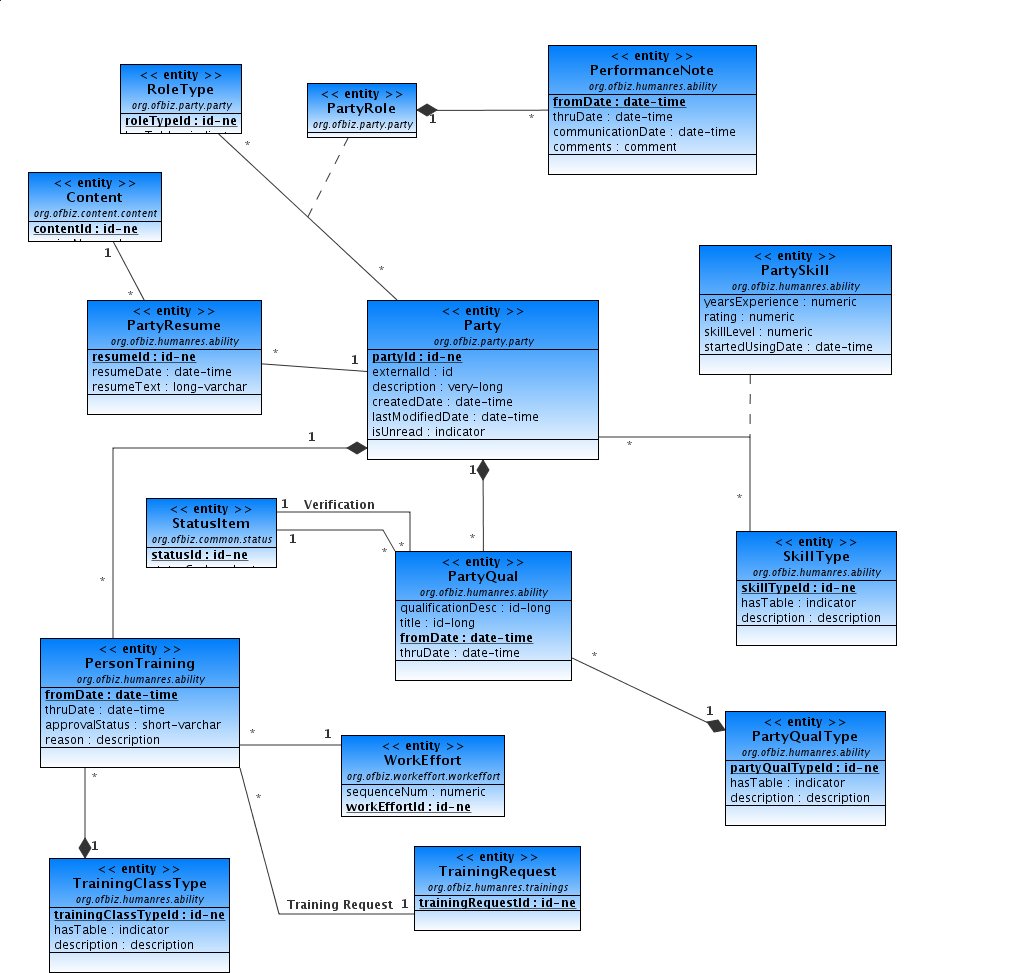 << entity >>
RoleType
org.ofbiz.party.party
roleTypeId : id-ne
<< entity >>
PartyRole
org.ofbiz.party.party
1
*
<< entity >>
PerformanceNote
org.ofbiz.humanres.ability
fromDate : date-time
thruDate : date-time
communicationDate : date-time
comments : comment
*
*
<< entity >>
Content
org.ofbiz.content.content
contentId : id-ne
1
*
<< entity >>
PartyResume
org.ofbiz.humanres.ability
resumeId : id-ne
resumeDate : date-time
resumeText : long-varchar
*
1
<< entity >>
Party
org.ofbiz.party.party
partyId : id-ne
externalId : id
description : very-long
createdDate : date-time
lastModifiedDate : date-time
isUnread : indicator
<< entity >>
PartySkill
org.ofbiz.humanres.ability
yearsExperience : numeric
rating : numeric
skillLevel : numeric
startedUsingDate : date-time
1
1
*
*
*
<< entity >>
StatusItem
org.ofbiz.common.status
statusId : id-ne
1 Verification
1
*
*
*
<< entity >>
PartyQual
org.ofbiz.humanres.ability
qualificationDesc : id-long
title : id-long
fromDate : date-time
thruDate : date-time
<< entity >>
SkillType
org.ofbiz.humanres.ability
skillTypeId : id-ne
hasTable : indicator
description : description
<< entity >>
PersonTraining
org.ofbiz.humanres.ability
fromDate : date-time
thruDate : date-time
approvalStatus : short-varchar
reason : description
*
1
*
1
<< entity >>
PartyQualType
org.ofbiz.humanres.ability
partyQualTypeId : id-ne
hasTable : indicator
description : description
<< entity >>
WorkEffort
org.ofbiz.workeffort.workeffort
sequenceNum : numeric
workEffortId : id-ne
*
*
1
<< entity >>
TrainingClassType
org.ofbiz.humanres.ability
trainingClassTypeId : id-ne
hasTable : indicator
description : description
Training Request 1
<< entity >>
TrainingRequest
org.ofbiz.humanres.trainings
trainingRequestId : id-ne